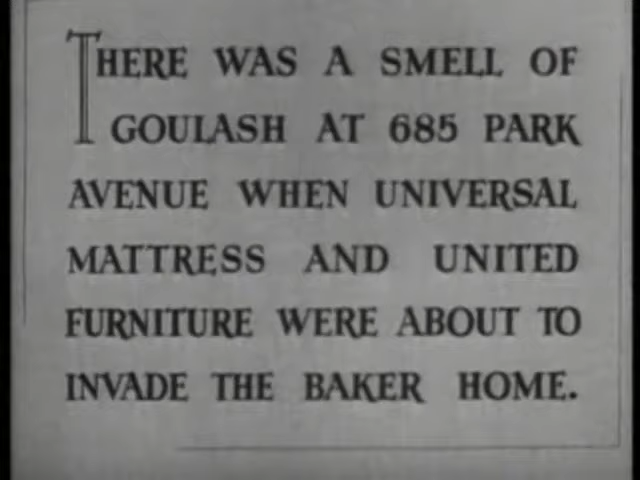 THERE WAS A SMELL OF
GOULASH AT 685 PARK
AVENUE WHEN UNIVERSAL
MATTRESS AND UNITED
FURNITURE WERE ABOUT TO
INVADE THE BAKER HOME.